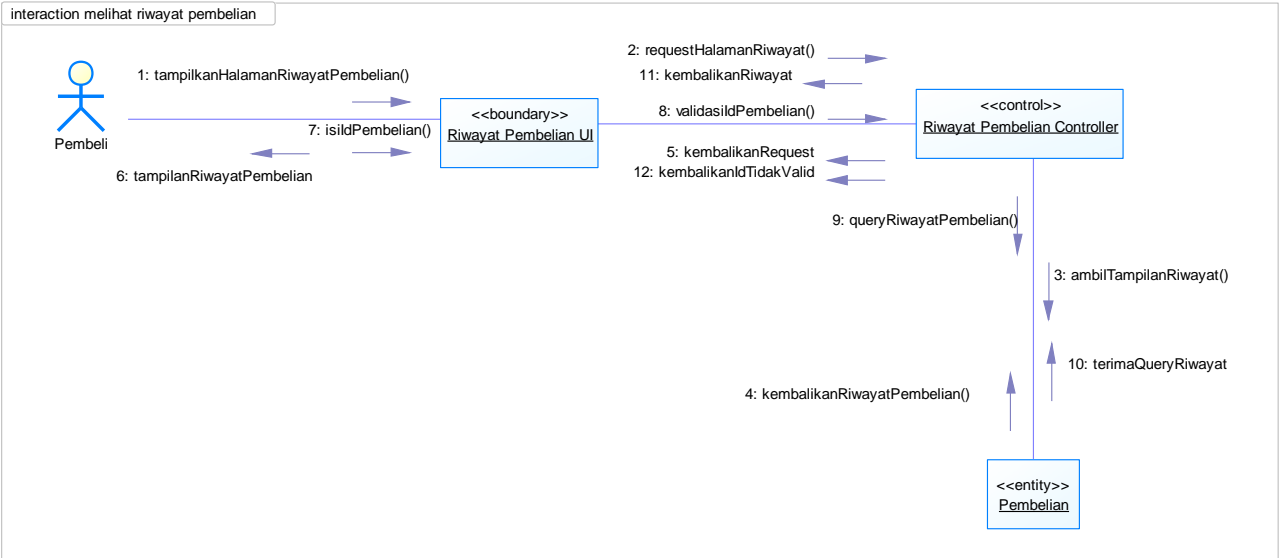 interaction melihat riwayat pembelian
2: requestHalamanRiwayat()
1: tampilkanHalamanRiwayatPembelian()
11: kembalikanRiwayat
<<boundary>>
Riwayat Pembelian UI
8: validasiIdPembelian()
<<control>>
Riwayat Pembelian Controller
7: isiIdPembelian()
Pembeli
5: kembalikanRequest
6: tampilanRiwayatPembelian
12: kembalikanIdTidakValid
9: queryRiwayatPembelian()
3: ambilTampilanRiwayat()
10: terimaQueryRiwayat
4: kembalikanRiwayatPembelian()
<<entity>>
Pembelian